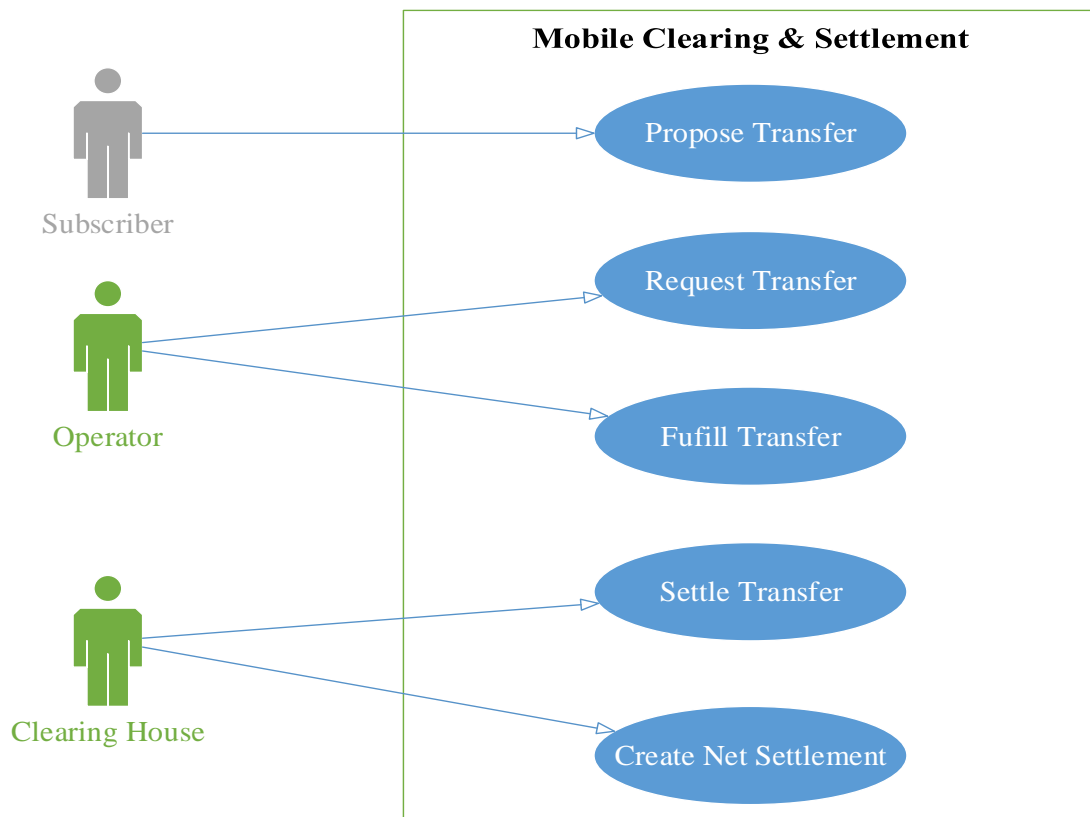 Mobile Clearing & Settlement
Propose Transfer
Subscriber
Request Transfer
Operator
Fufill Transfer
Settle Transfer
Clearing House
Create Net Settlement